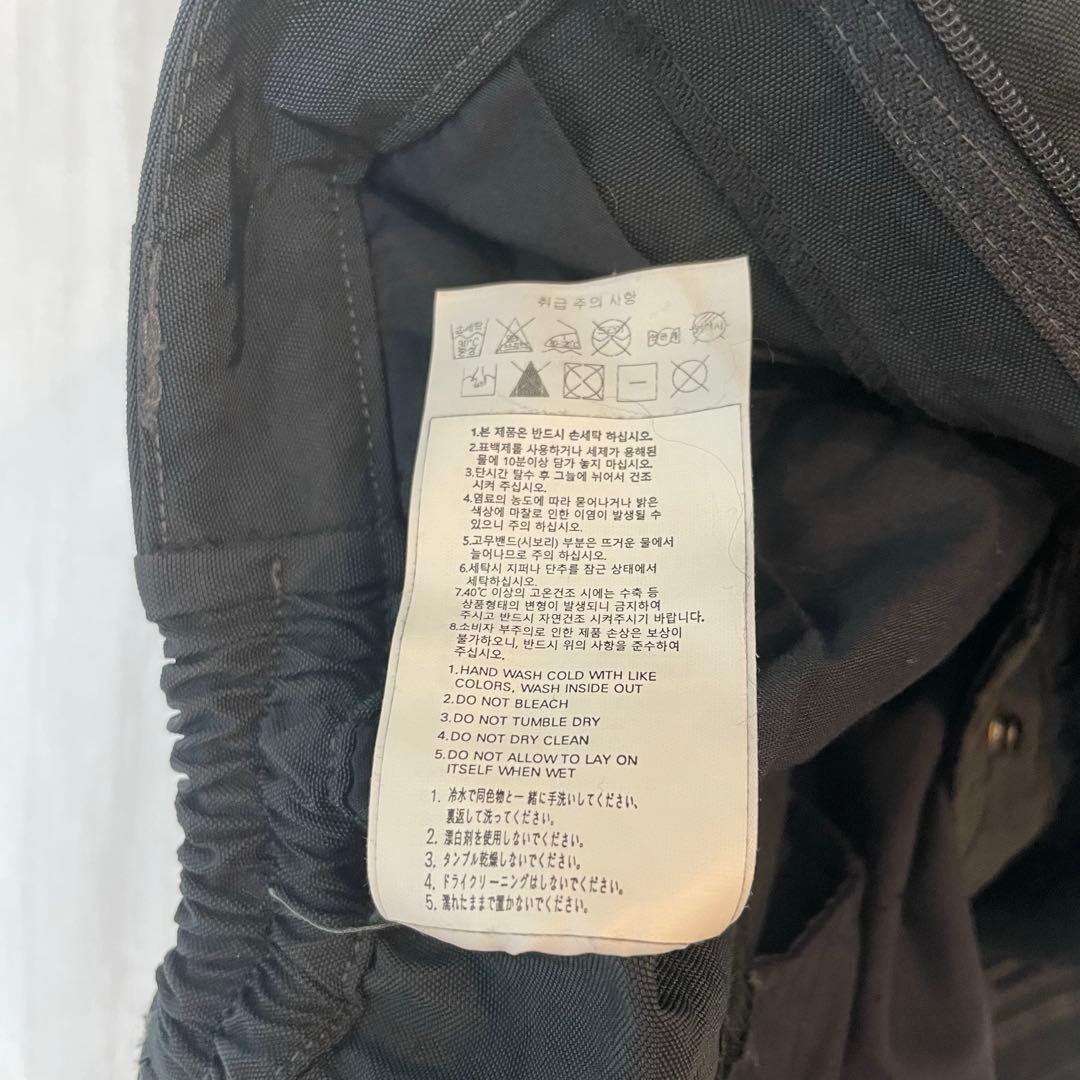 취급 주의 사항
손세탁
30℃
중성
1.본 제품은 반드시 손세탁 하십시오.
2.표백제를 사용하거나 세제가 용해된
물에 10분이상 담가 놓지 마십시오.
3.단시간 탈수 후 그늘에 뉘어서 건조
시켜 주십시오.
4.염료의 농도에 따라 묻어나거나 밝은
색상에 마찰로 인한 이염이 발생될 수
있으니 주의 하십시오.
5.고무밴드(시보리) 부분은 뜨거운 물에서
늘어나므로 주의 하십시오.
6.세탁시 지퍼나 단추를 잠근 상태에서
세탁하십시오.
7.40℃ 이상의 고온건조 시에는 수축 등
상품형태의 변형이 발생되니 금지하여
주시고 반드시 자연건조 시켜주시기 바랍니다.
8.소비자 부주의로 인한 제품 손상은 보상이
불가하오니, 반드시 위의 사항을 준수하여
주십시오.
1.HAND WASH COLD WITH LIKE
COLORS, WASH INSIDE OUT
2.DO NOT BLEACH
3.DO NOT TUMBLE DRY
4.DO NOT DRY CLEAN
5.DO NOT ALLOW TO LAY ON
ITSELF WHEN WET
1. 冷水で同色物と一緒に手洗いしてください、
裏返して洗ってください。
2. 漂白剤を使用しないでください。
3. タンブル乾燥しないでください。
4. ドライクリーニングはしないでください。
5. 濡れたままで置かないでください。